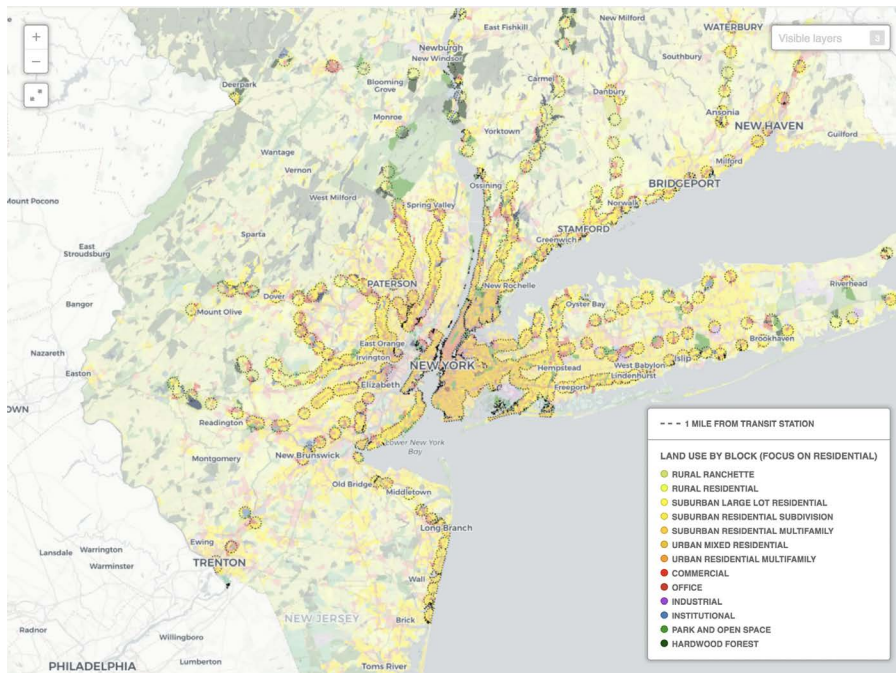 +
−
Visible layers 3
East Fishkill
New Milford
WATERBURY
Newburgh
New Windsor
Southbury
Deerpark
Blooming
Grove
Carmel
Danbury
Ansonia
Monroe
Yorktown
NEW HAVEN
Guilford
Wantage
Milford
Vernon
Ossining
BRIDGEPORT
Mount Pocono
West Milford
Spring Valley
Norwalk
STAMFORD
Sparta
Greenwich
East
Stroudsburg
PATERSON
New Rochelle
Riverhead
Bangor
Dover
Mount Olive
Oyster Bay
East Orange
Brookhaven
Nazareth
Irvington
NEW YORK
Islip
Easton
Hempstead
West Babylon
Elizabeth
Lindenhurst
Freeport
OWN
Readington
Lower New York
Bay
Montgomery
New Brunswick
Old Bridge
Middletown
Long Branch
Lansdale
Warrington
Ewing
Warminster
TRENTON
Wall
NEW JERSEY
Brick
Radnor
Willingboro
Lumberton
PHILADELPHIA
Toms River
1 MILE FROM TRANSIT STATION
LAND USE BY BLOCK (FOCUS ON RESIDENTIAL)
RURAL RANCHETTE
RURAL RESIDENTIAL
SUBURBAN LARGE LOT RESIDENTIAL
SUBURBAN RESIDENTIAL SUBDIVISION
SUBURBAN RESIDENTIAL MULTIFAMILY
URBAN MIXED RESIDENTIAL
URBAN RESIDENTIAL MULTIFAMILY
COMMERCIAL
OFFICE
INDUSTRIAL
INSTITUTIONAL
PARK AND OPEN SPACE
HARDWOOD FOREST